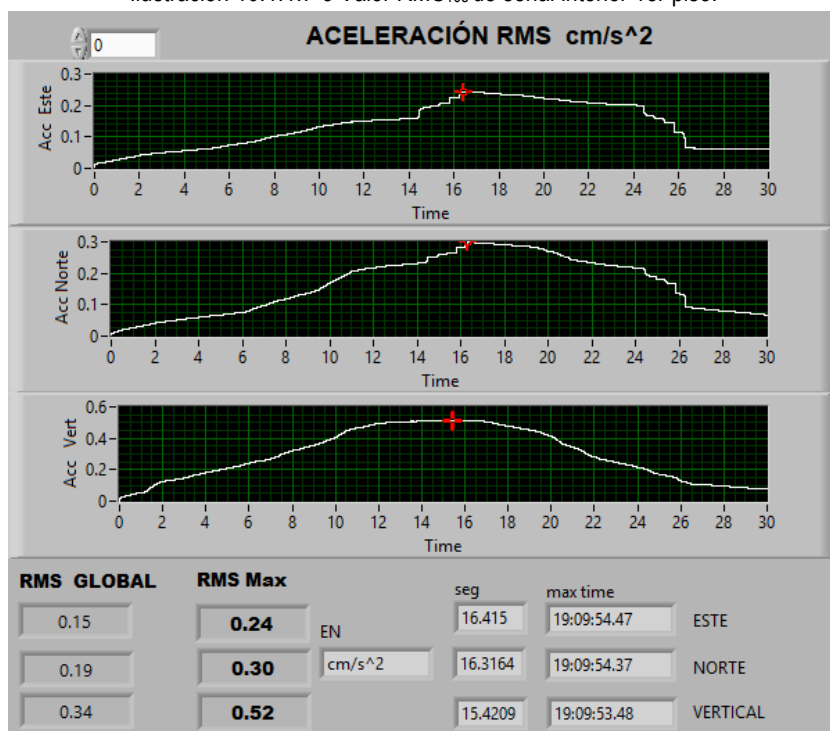 ACELERACIÓN RMS cm/s^2
0
Acc Este
0.3
0.2
0.1
0
0 2 4 6 8 10 12 14 16 18 20 22 24 26 28 30
Time
Acc Norte
0.3
0.2
0.1
0
0 2 4 6 8 10 12 14 16 18 20 22 24 26 28 30
Time
Acc Vert
0.6
0.4
0.2
0
0 2 4 6 8 10 12 14 16 18 20 22 24 26 28 30
Time
RMS GLOBAL RMS Max seg max time
0.15 0.24 EN 16.415 19:09:54.47 ESTE
0.19 0.30 cm/s^2 16.3164 19:09:54.37 NORTE
0.34 0.52 15.4209 19:09:53.48 VERTICAL